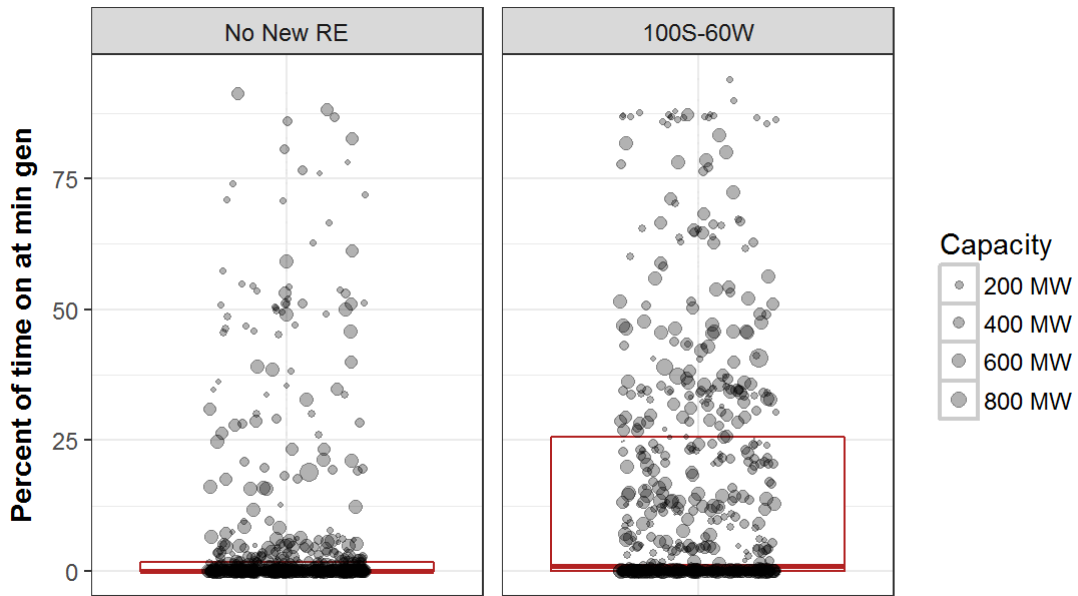 No New RE
100S-60W
Percent of time on at min gen
75
50
25
0
Capacity
200 MW
400 MW
600 MW
800 MW